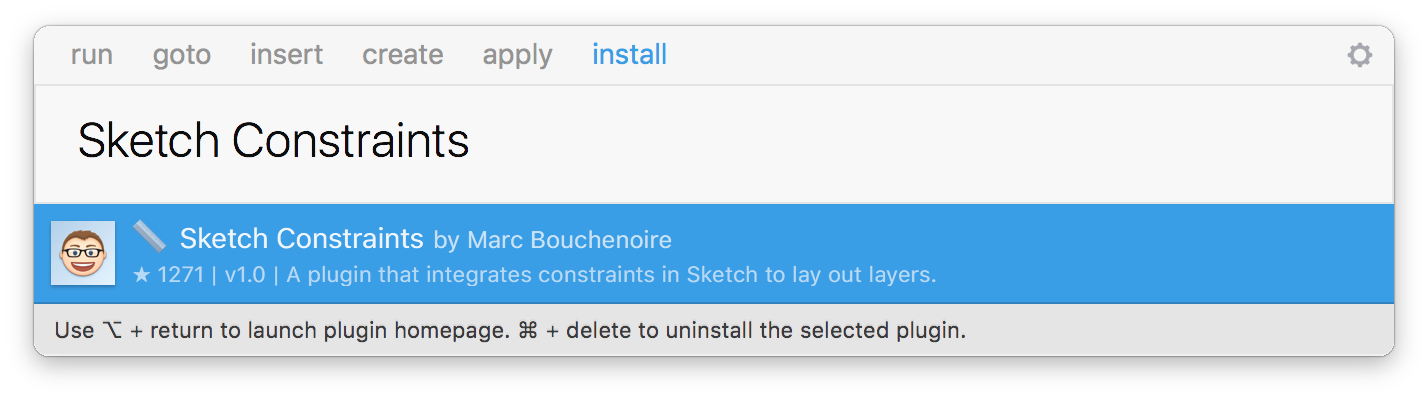 run goto insert create apply install
Sketch Constraints
Sketch Constraints by Marc Bouchenoire
★ 1271 | v1.0 | A plugin that integrates constraints in Sketch to lay out layers.
Use ⌥ + return to launch plugin homepage. ⌘ + delete to uninstall the selected plugin.